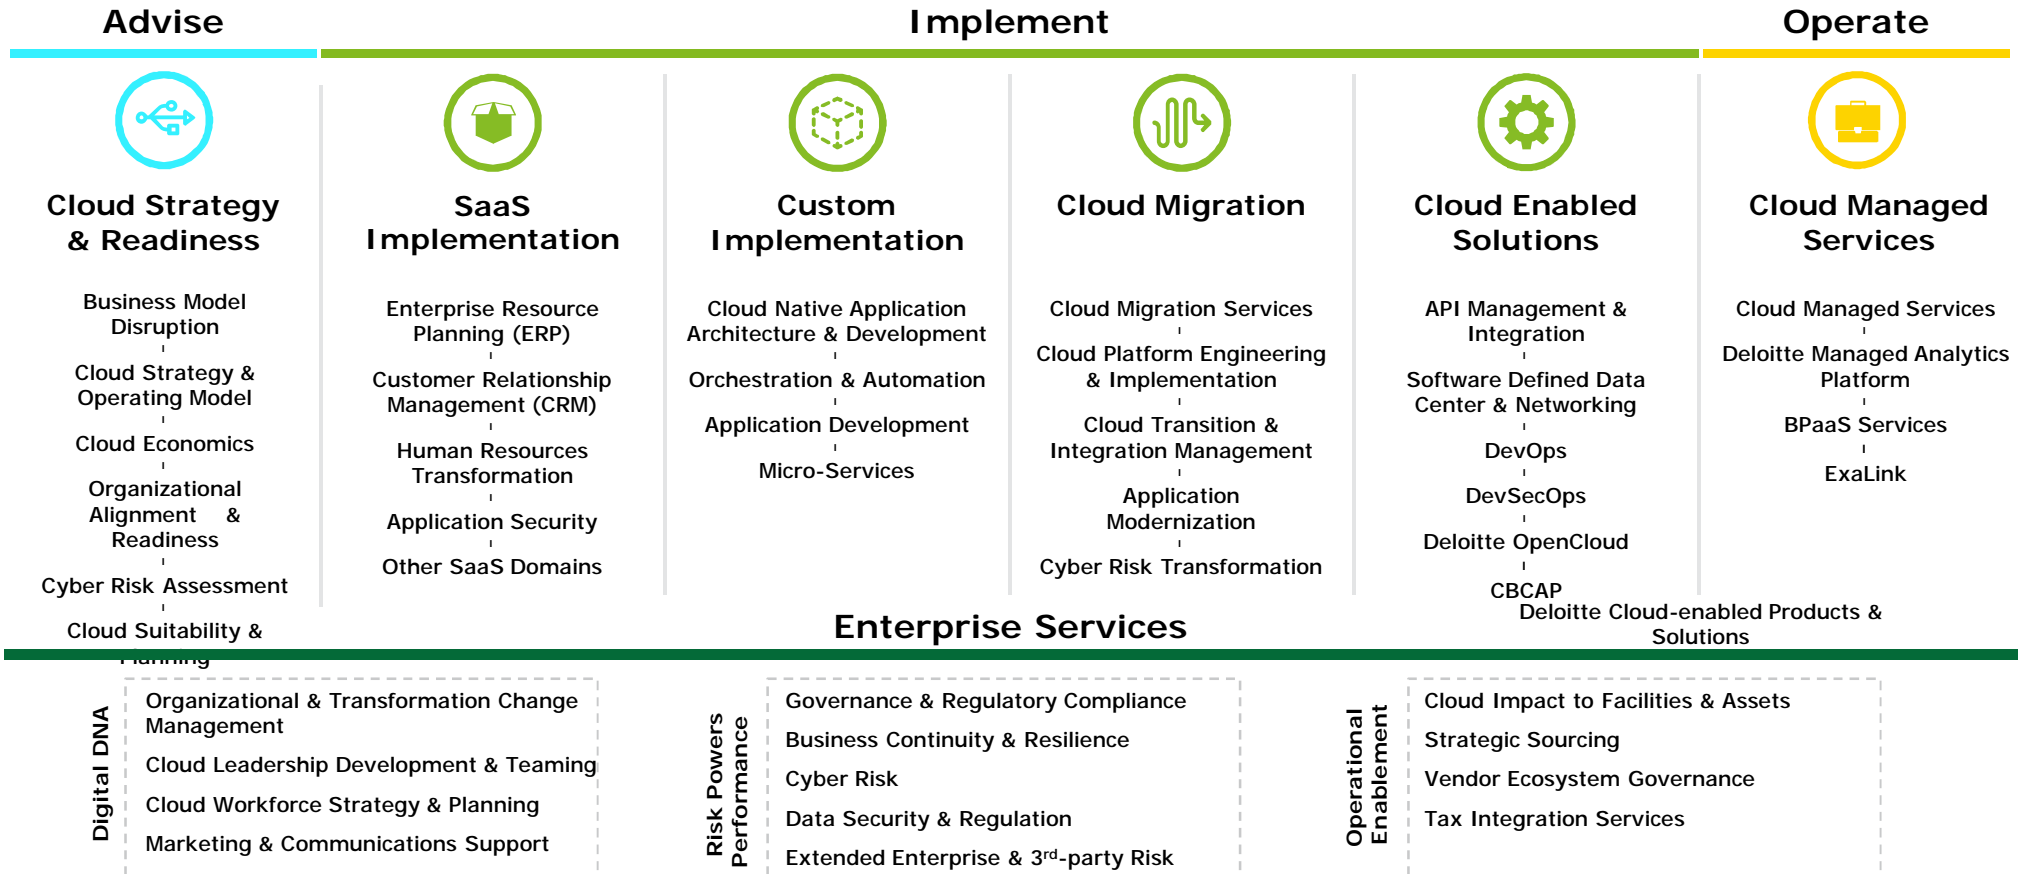 Advise
Implement
Operate
Cloud Strategy
& Readiness
Business Model
Disruption
Cloud Strategy &
Operating Model
Cloud Economics
Organizational
Alignment &
Readiness
Cyber Risk Assessment
Cloud Suitability &
Planning
SaaS
Implementation
Enterprise Resource
Planning (ERP)
Customer Relationship
Management (CRM)
Human Resources
Transformation
Application Security
Other SaaS Domains
Custom
Implementation
Cloud Native Application
Architecture & Development
Orchestration & Automation
Application Development
Micro-Services
Cloud Migration
Cloud Migration Services
Cloud Platform Engineering
& Implementation
Cloud Transition &
Integration Management
Application
Modernization
Cyber Risk Transformation
Cloud Enabled
Solutions
API Management &
Integration
Software Defined Data
Center & Networking
DevOps
DevSecOps
Deloitte OpenCloud
CBCAP
Cloud Managed
Services
Cloud Managed Services
Deloitte Managed Analytics
Platform
BPaaS Services
ExaLink
Deloitte Cloud-enabled Products &
Solutions
Enterprise Services
Digital DNA
Organizational & Transformation Change
Management
Cloud Leadership Development & Teaming
Cloud Workforce Strategy & Planning
Marketing & Communications Support
Risk Powers
Performance
Governance & Regulatory Compliance
Business Continuity & Resilience
Cyber Risk
Data Security & Regulation
Extended Enterprise & 3rd-party Risk
Operational
Enablement
Cloud Impact to Facilities & Assets
Strategic Sourcing
Vendor Ecosystem Governance
Tax Integration Services